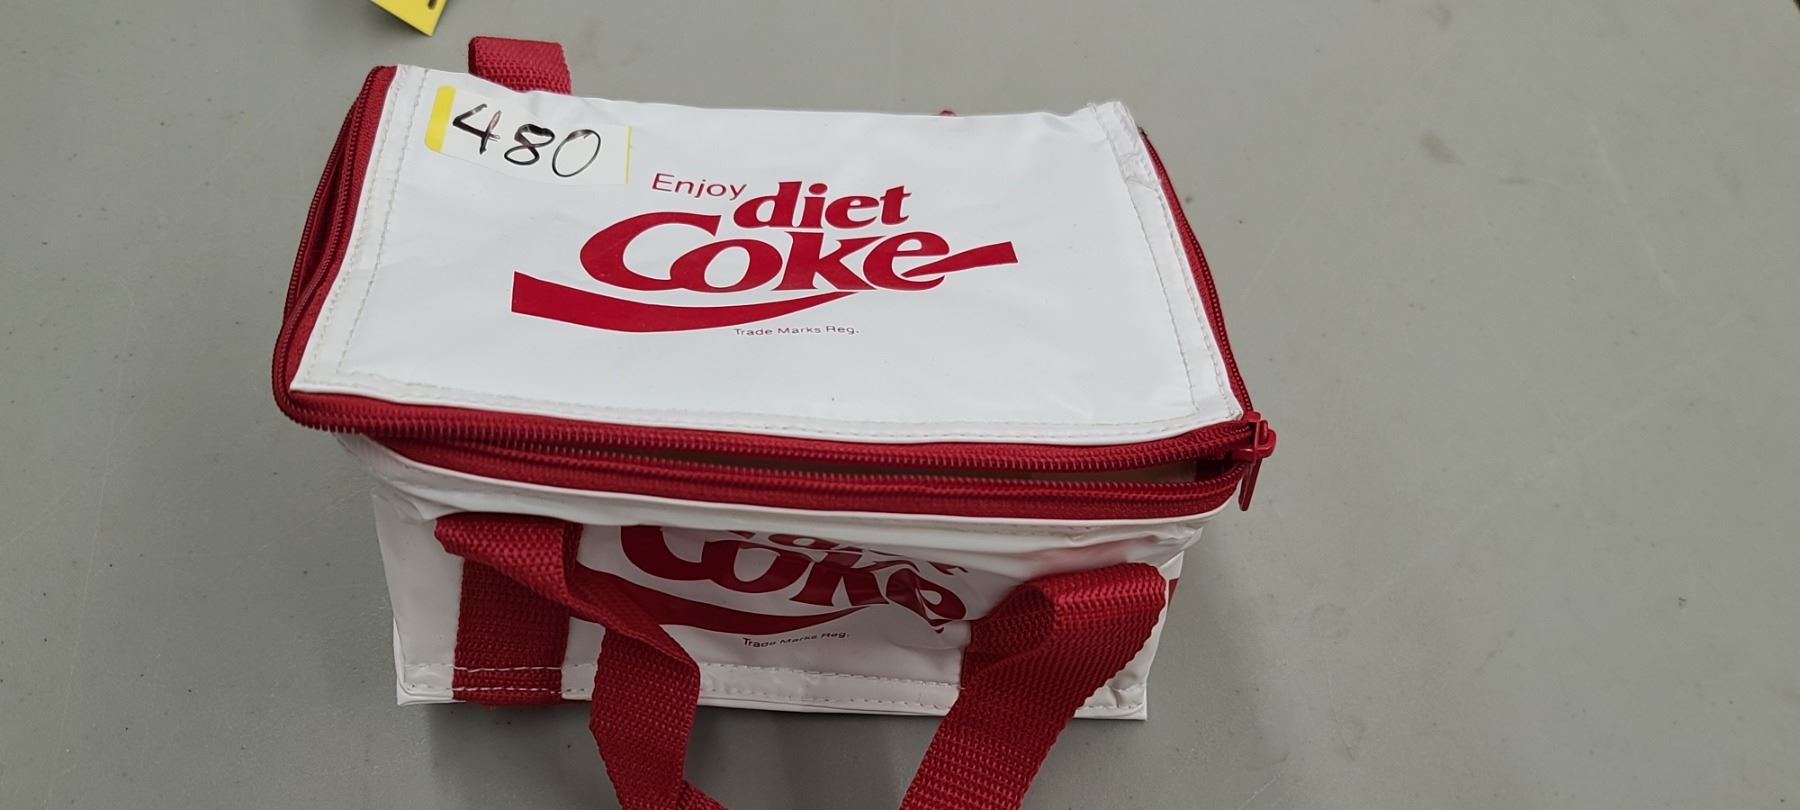 480
Enjoy diet
Coke
Trade Marks Reg.
Coke
Trade Marks Reg.